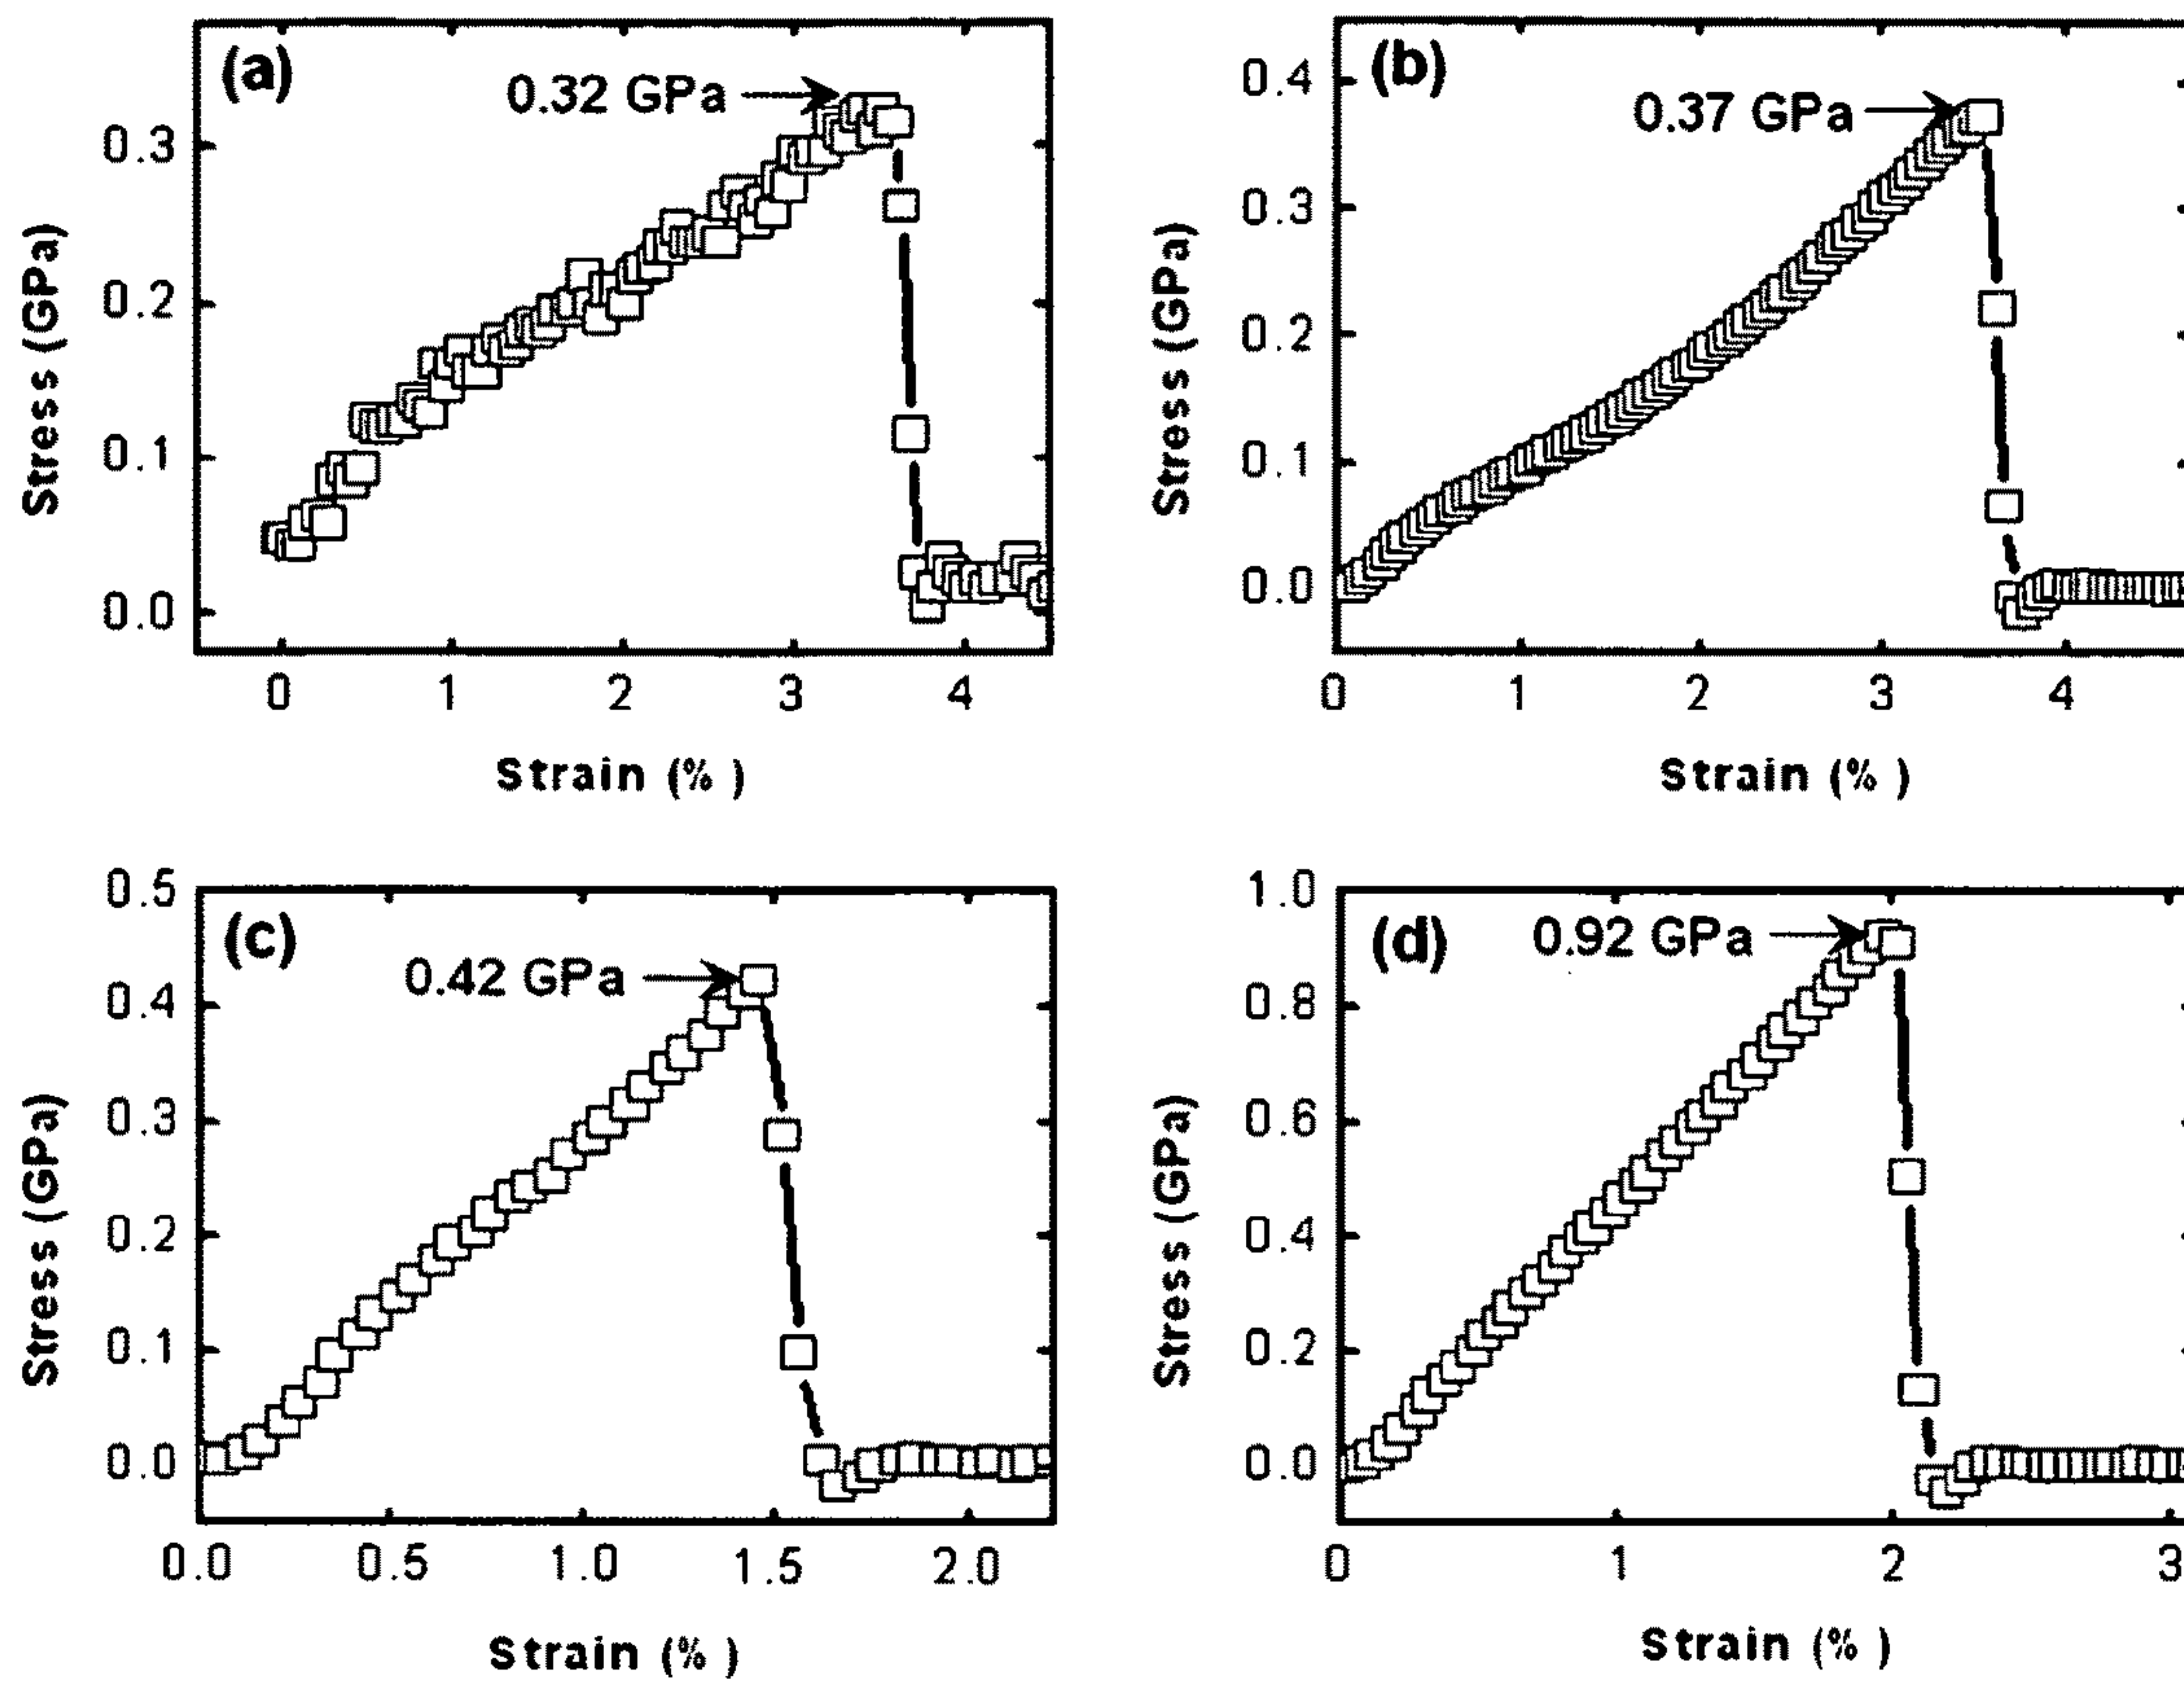 (a)
0.32 GPa
0.3
0.2
0.1
0.0
Stress (GPa)
0 1 2 3 4
Strain (% )
(b)
0.37 GPa
0.4
0.3
0.2
0.1
0.0
Stress (GPa)
0 1 2 3 4
Strain (% )
(c)
0.42 GPa
0.5
0.4
0.3
0.2
0.1
0.0
Stress (GPa)
0.0 0.5 1.0 1.5 2.0
Strain (% )
(d)
0.92 GPa
1.0
0.8
0.6
0.4
0.2
0.0
Stress (GPa)
0 1 2 3
Strain (% )